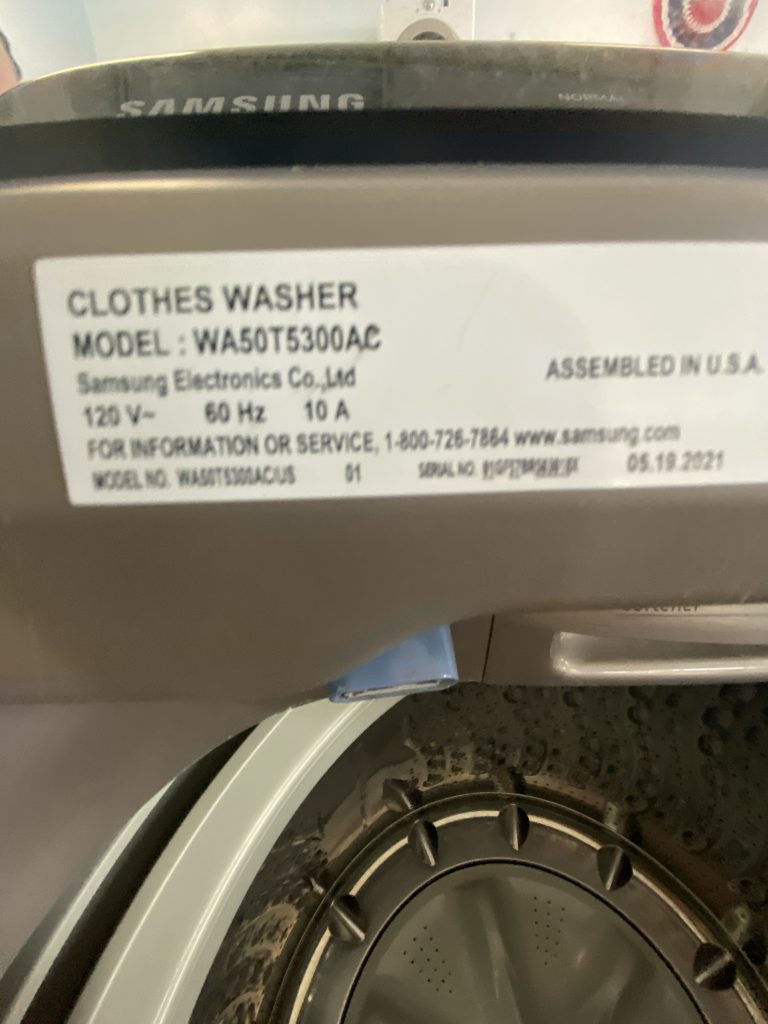 SAMSUNG
NORMAL
CLOTHES WASHER
MODEL : WA50T5300AC
Samsung Electronics Co.,Ltd
ASSEMBLED IN U.S.A.
120 V~ 60 Hz 10 A
FOR INFORMATION OR SERVICE, 1-800-726-7864 www.samsung.com
MODEL NO. WA50T5300AC/US 01 SERIAL NO. 05.19.2021